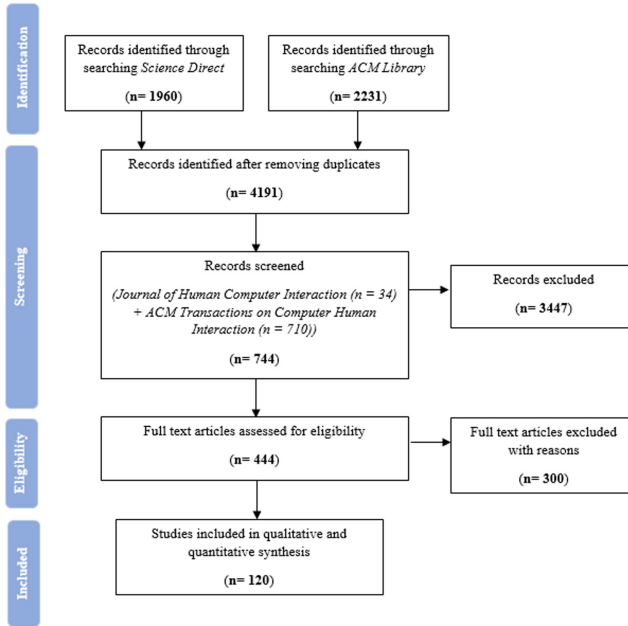 Identification
Records identified through
searching Science Direct
(n= 1960)
Records identified through
searching ACM Library
(n= 2231)
Screening
Records identified after removing duplicates
(n= 4191)
Records screened
(Journal of Human Computer Interaction (n = 34)
+ ACM Transactions on Computer Human
Interaction (n = 710))
(n= 744)
Records excluded
(n= 3447)
Eligibility
Full text articles assessed for eligibility
(n= 444)
Full text articles excluded
with reasons
(n= 300)
Included
Studies included in qualitative and
quantitative synthesis
(n= 120)